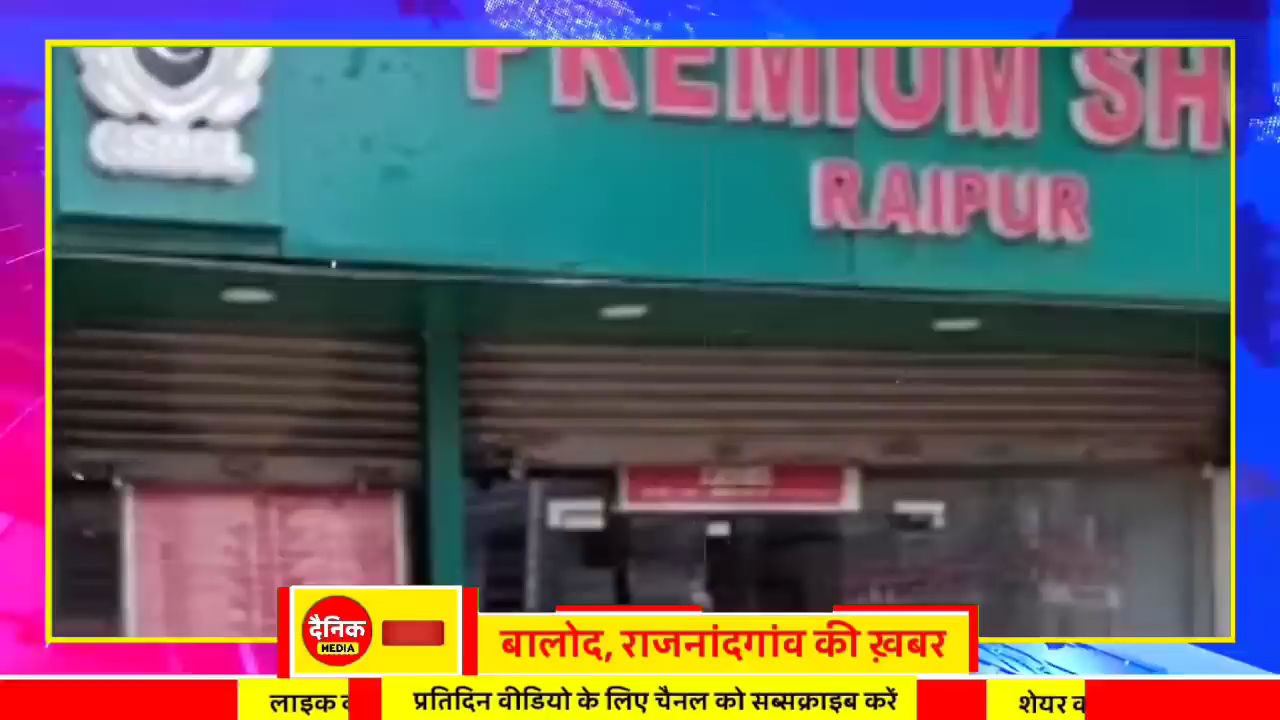 CSMCL
PREMIUM SH
RAIPUR
दैनिक
MEDIA
बालोद, राजनांदगांव की ख़बर
लाइक
प्रतिदिन वीडियो के लिए चैनल को सब्सक्राइब करें
शेयर